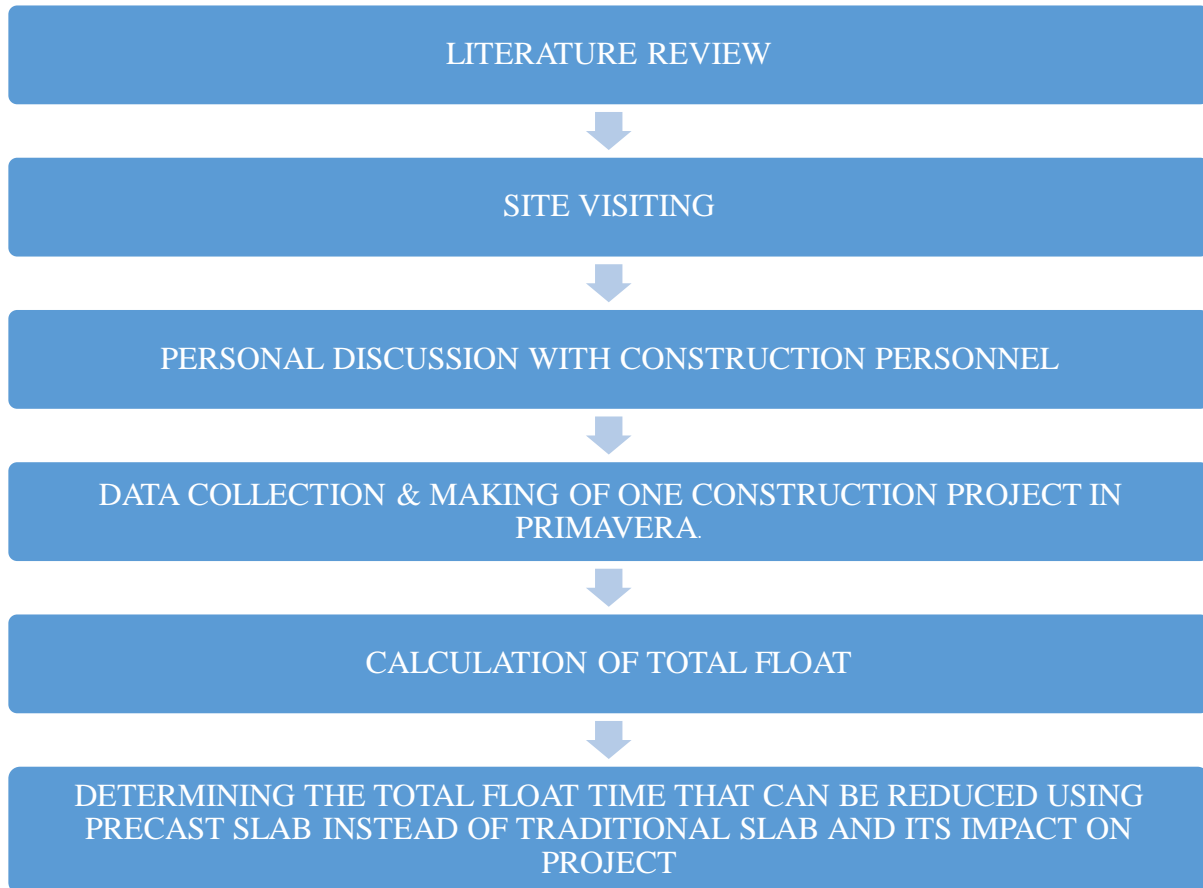 LITERATURE REVIEW
SITE VISITING
PERSONAL DISCUSSION WITH CONSTRUCTION PERSONNEL
DATA COLLECTION & MAKING OF ONE CONSTRUCTION PROJECT IN
PRIMAVERA.
CALCULATION OF TOTAL FLOAT
DETERMINING THE TOTAL FLOAT TIME THAT CAN BE REDUCED USING
PRECAST SLAB INSTEAD OF TRADITIONAL SLAB AND ITS IMPACT ON
PROJECT